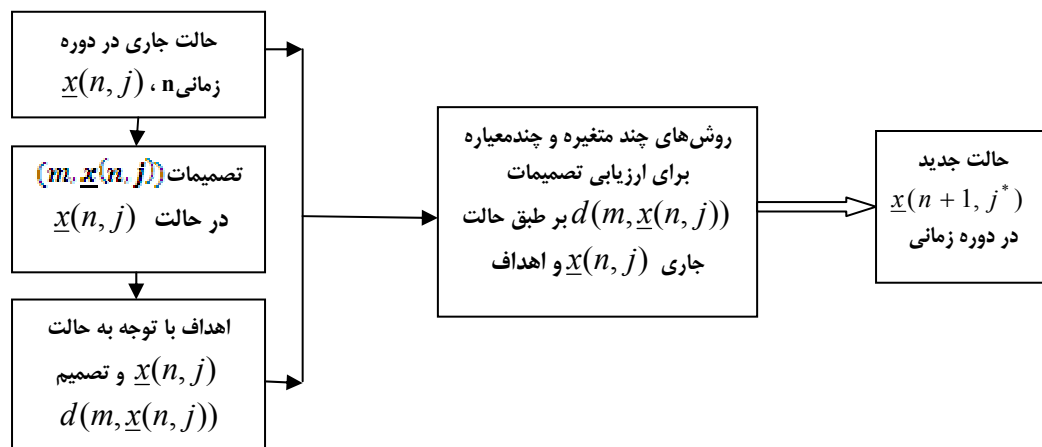 حالت جاری در دوره
زمانی n ، x(n, j)
تصمیمات (m, x(n, j))
در حالت x(n, j)
اهداف با توجه به حالت
x(n, j) و تصمیم
d(m, x(n, j))
روش‌های چند متغیره و چندمعیاره
برای ارزیابی تصمیمات
d(m, x(n, j)) بر طبق حالت
جاری x(n, j) و اهداف
حالت جدید
x(n + 1, j*)
در دوره زمانی